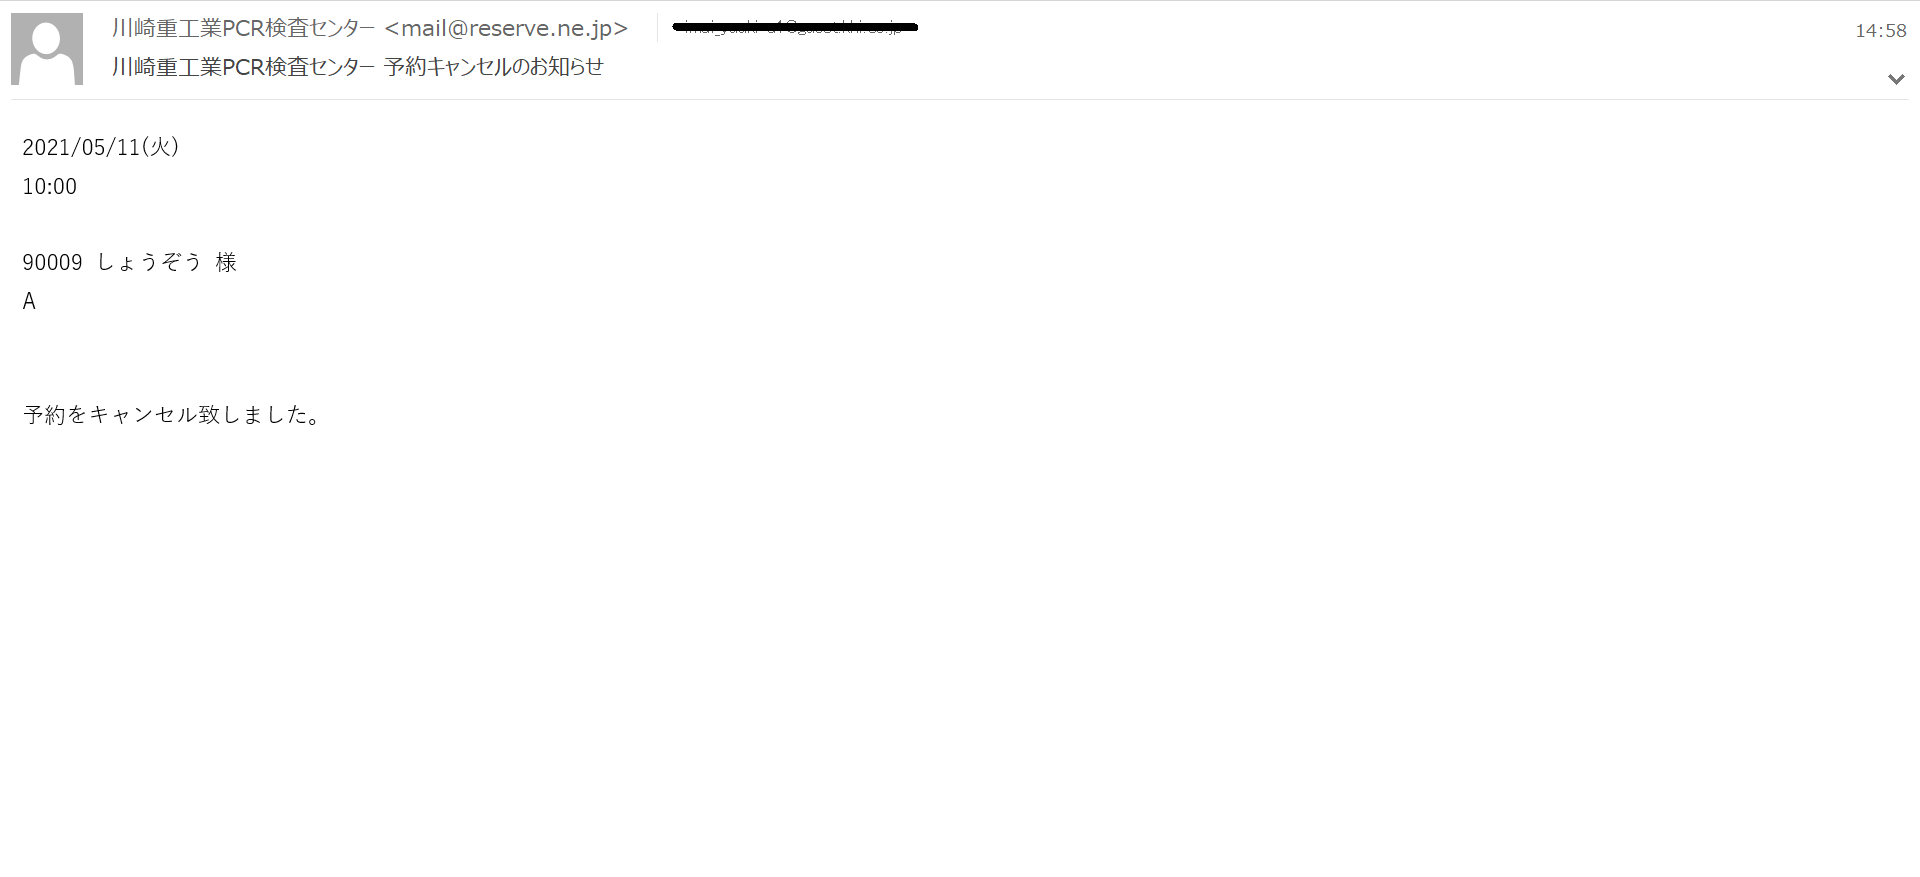 川崎重工業PCR検査センター <mail@reserve.ne.jp>
14:58
川崎重工業PCR検査センター 予約キャンセルのお知らせ
2021/05/11(火)
10:00
90009 しょうぞう 様
A
予約をキャンセル致しました。